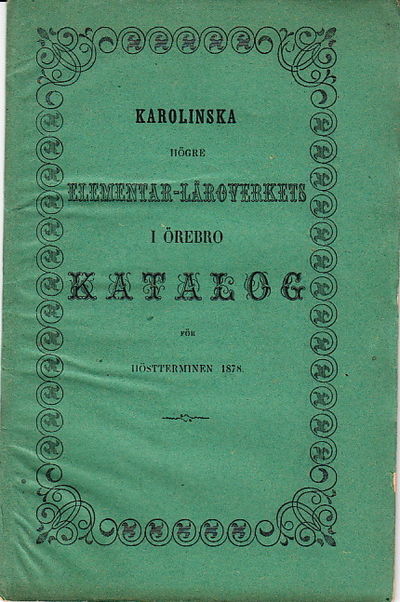 KAROLINSKA
HÖGRE
ELEMENTAR-LÄROVERKETS
I ÖREBRO
KATALOG
FÖR
HÖSTTERMINEN 1878.